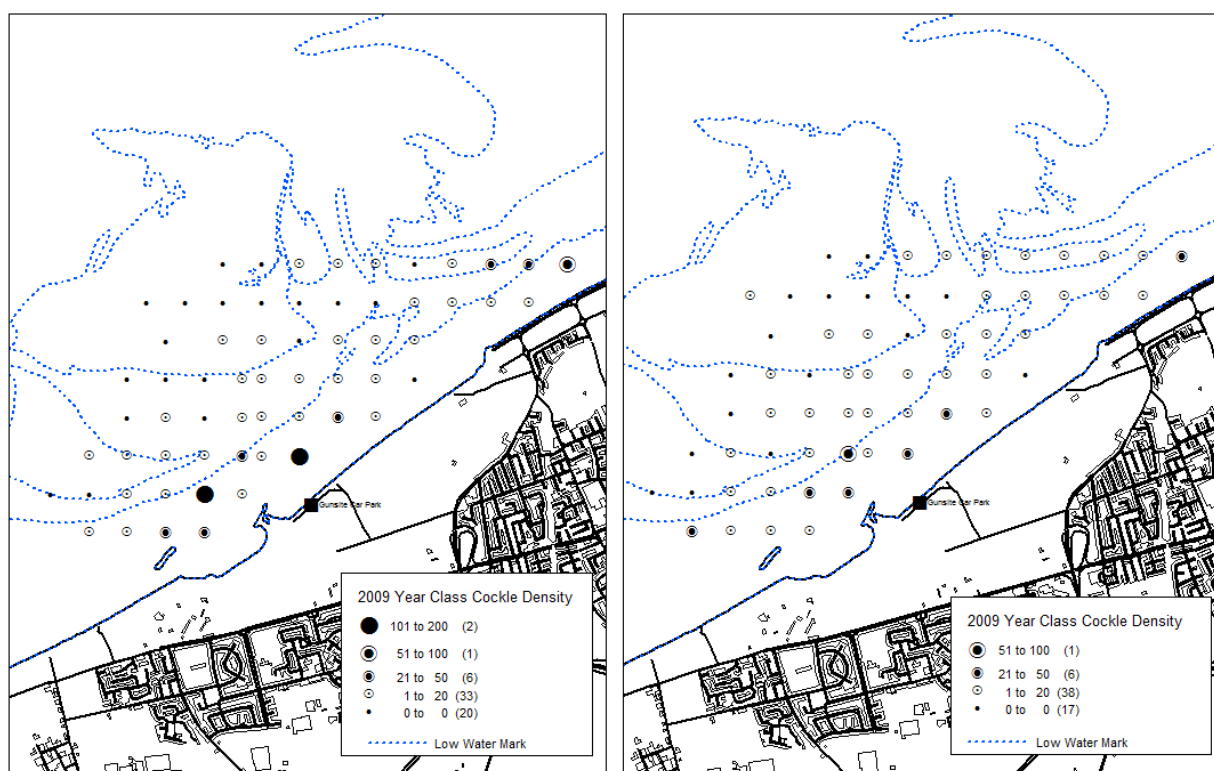 Gunsite Car Park
2009 Year Class Cockle Density
101 to 200 (2)
51 to 100 (1)
21 to 50 (6)
1 to 20 (33)
0 to 0 (20)
Low Water Mark
Gunsite Car Park
2009 Year Class Cockle Density
51 to 100 (1)
21 to 50 (6)
1 to 20 (38)
0 to 0 (17)
Low Water Mark